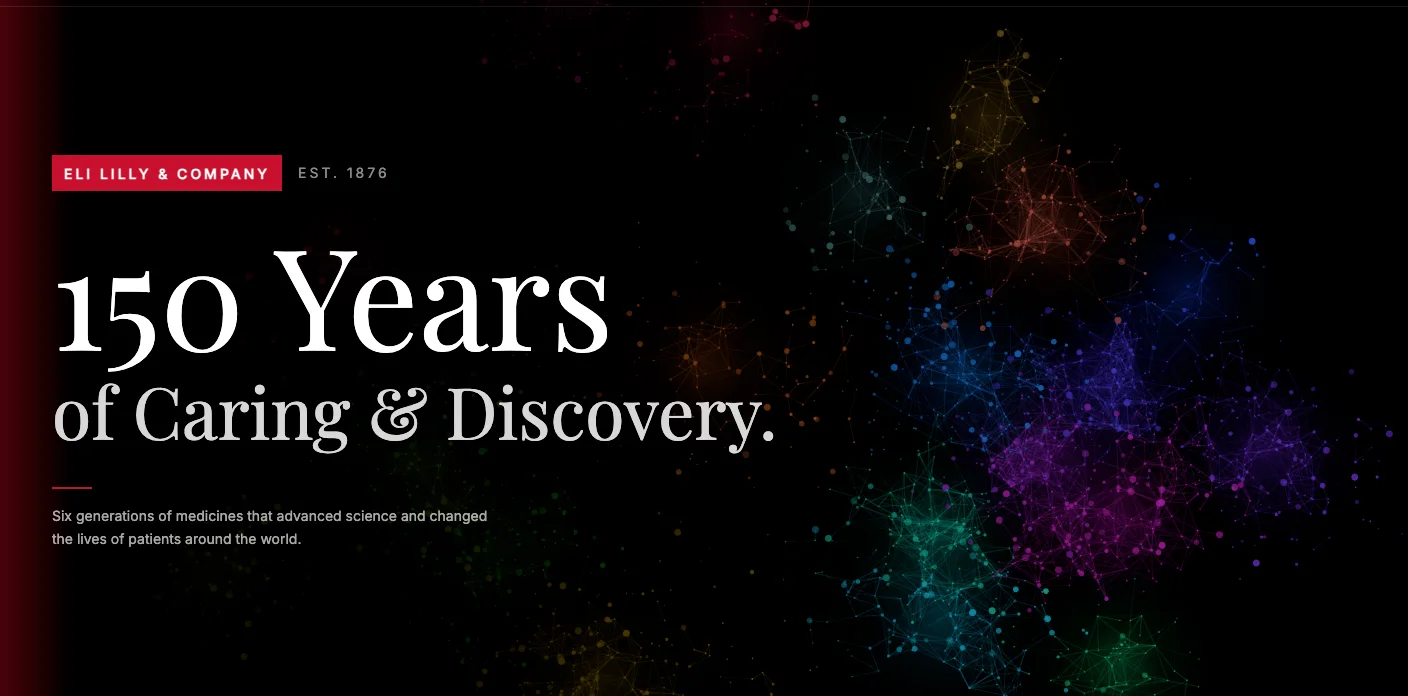 ELI LILLY & COMPANY EST. 1876
150 Years
of Caring & Discovery.
Six generations of medicines that advanced science and changed
the lives of patients around the world.